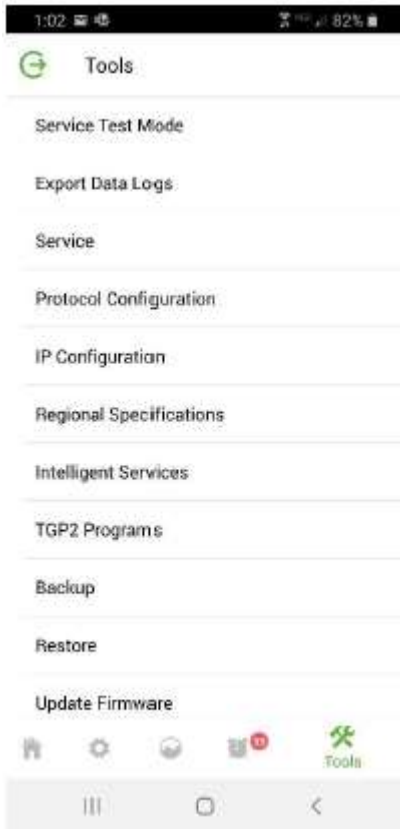 1:02
82%
Tools
Service Test Mode
Export Data Logs
Service
Protocol Configuration
IP Configuration
Regional Specifications
Intelligent Services
TGP2 Programs
Backup
Restore
Update Firmware
Tools